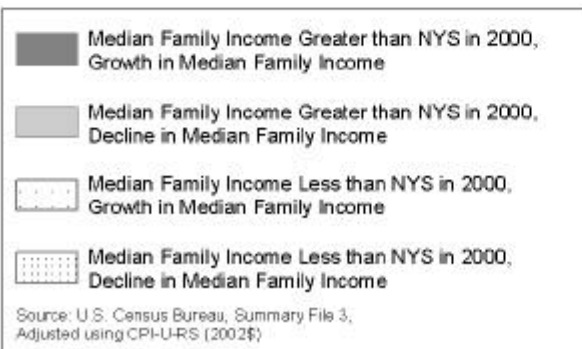 Median Family Income Greater than NYS in 2000,
Growth in Median Family Income
Median Family Income Greater than NYS in 2000,
Decline in Median Family Income
Median Family Income Less than NYS in 2000,
Growth in Median Family Income
Median Family Income Less than NYS in 2000,
Decline in Median Family Income
Source: U.S. Census Bureau, Summary File 3,
Adjusted using CPI-U-RS (2002$)